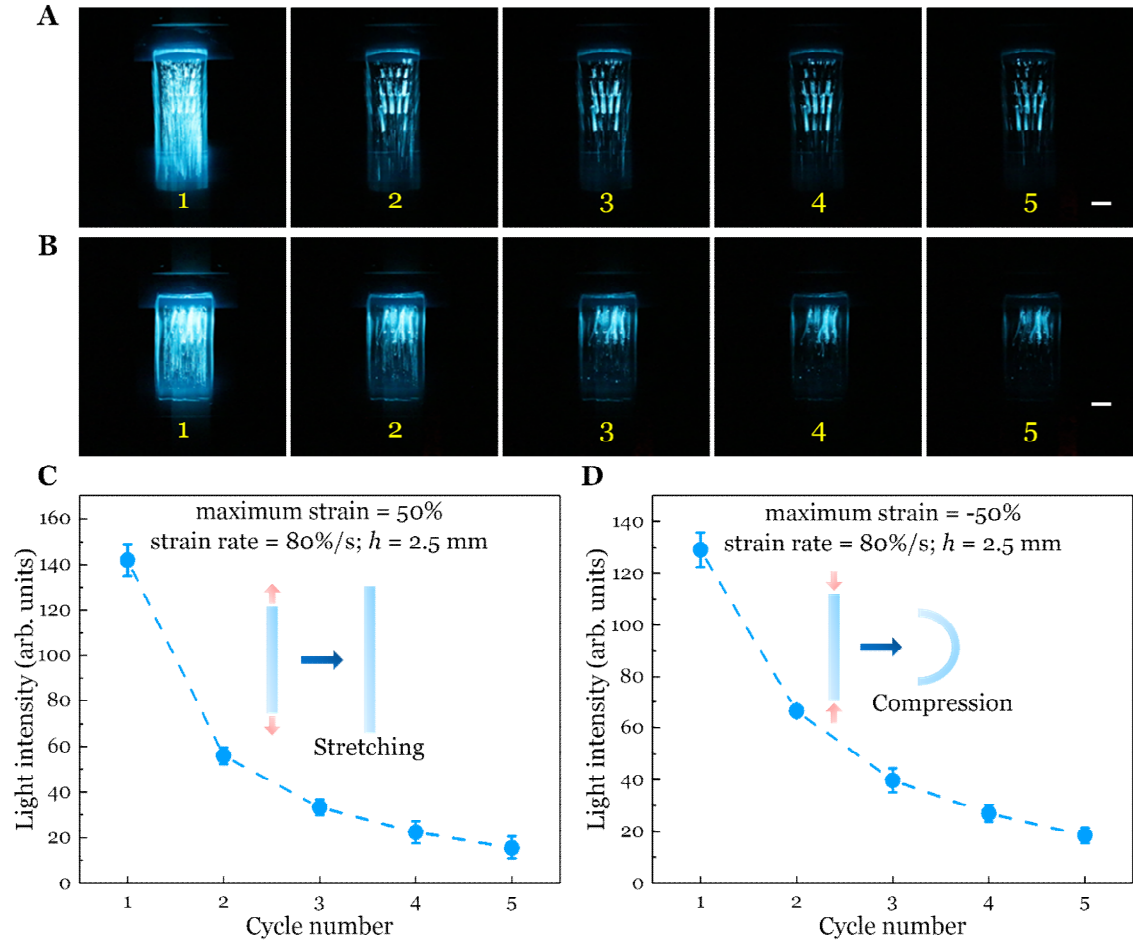 A
1 2 3 4 5
B
1 2 3 4 5
C
maximum strain = 50%
strain rate = 80%/s; h = 2.5 mm
Stretching
Light intensity (arb. units)
160
140
120
100
80
60
40
20
0
1 2 3 4 5
Cycle number
D
maximum strain = -50%
strain rate = 80%/s; h = 2.5 mm
Compression
Light intensity (arb. units)
140
120
100
80
60
40
20
0
1 2 3 4 5
Cycle number